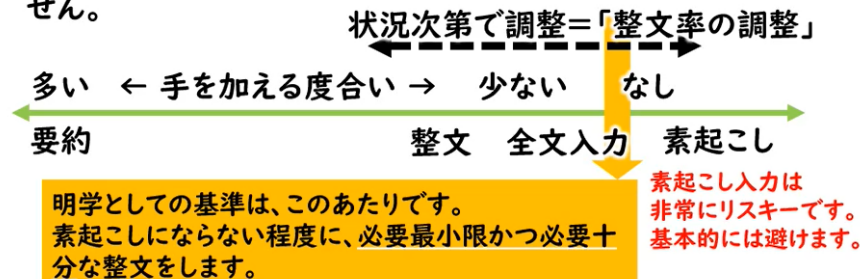 せん。
状況次第で調整＝「整文率の調整」
多い ← 手を加える度合い → 少ない なし
要約 整文 全文入力 素起こし
明学としての基準は、このあたりです。
素起こしにならない程度に、必要最小限かつ必要十
分な整文をします。
素起こし入力は
非常にリスキーです。
基本的には避けます。